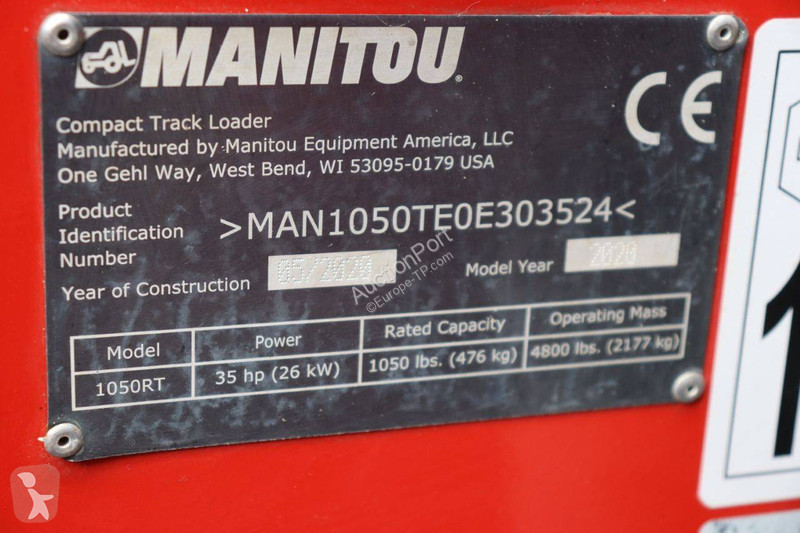 MANITOU
CE
Compact Track Loader
Manufactured by Manitou Equipment America, LLC
One Gehl Way, West Bend, WI 53095-0179 USA
Product
Identification
Number
>MAN1050TE0E303524<
Year of Construction 05/2020
Model Year 2020
Model Power Rated Capacity Operating Mass
1050RT 35 hp (26 kW) 1050 lbs. (476 kg) 4800 lbs. (2177 kg)
AuctionPort
©Europe-TP.com